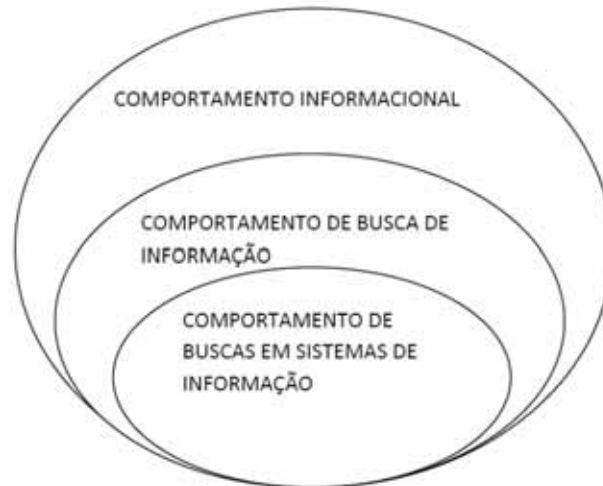 COMPORTAMENTO INFORMACIONAL
COMPORTAMENTO DE BUSCA DE
INFORMAÇÃO
COMPORTAMENTO DE
BUSCAS EM SISTEMAS DE
INFORMAÇÃO